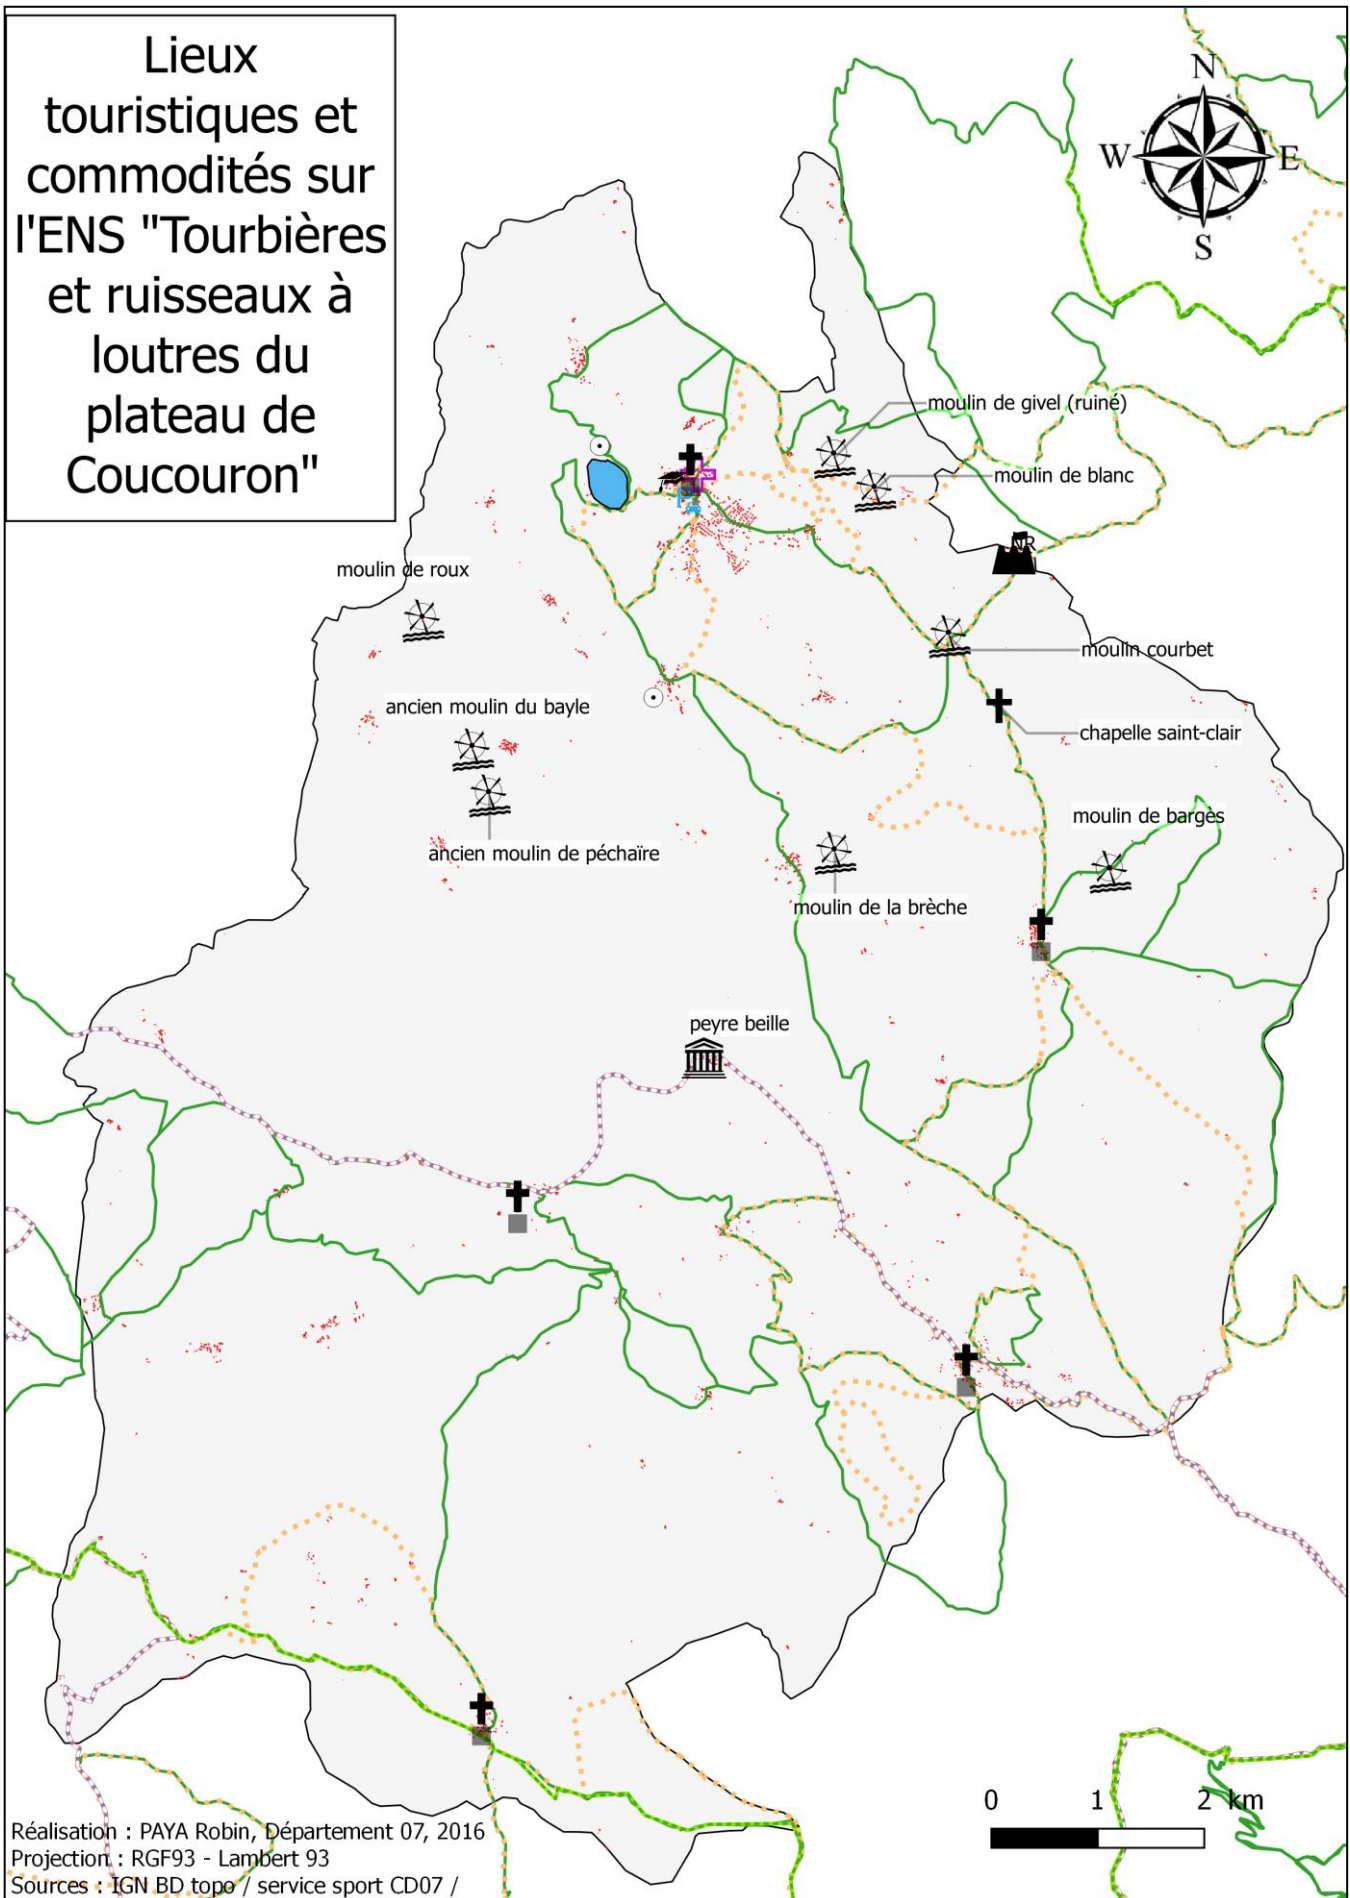 Lieux
touristiques et
commodités sur
l'ENS "Tourbières
et ruisseaux à
loutres du
plateau de
Coucouron"
N
W
E
S
moulin de givel (ruiné)
moulin de blanc
moulin de roux
moulin courbet
ancien moulin du bayle
chapelle saint-clair
moulin de bargès
ancien moulin de péchaïre
moulin de la brèche
peyre beille
0 1 2 km
Réalisation : PAYA Robin, Département 07, 2016
Projection : RGF93 - Lambert 93
Sources : IGN BD topo / service sport CD07 /